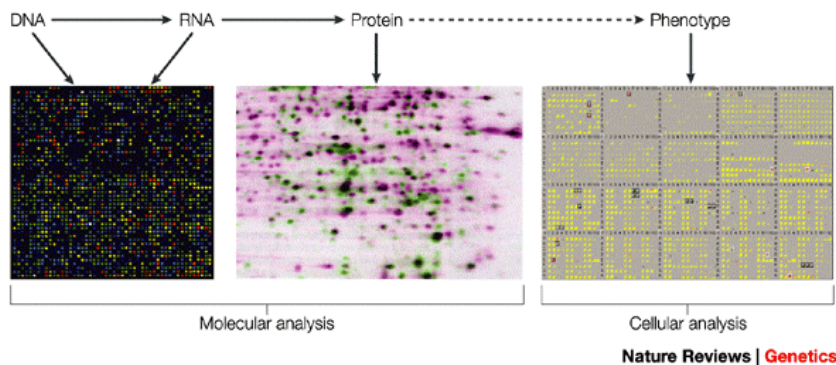 DNA RNA Protein Phenotype
Molecular analysis Cellular analysis
Nature Reviews | Genetics